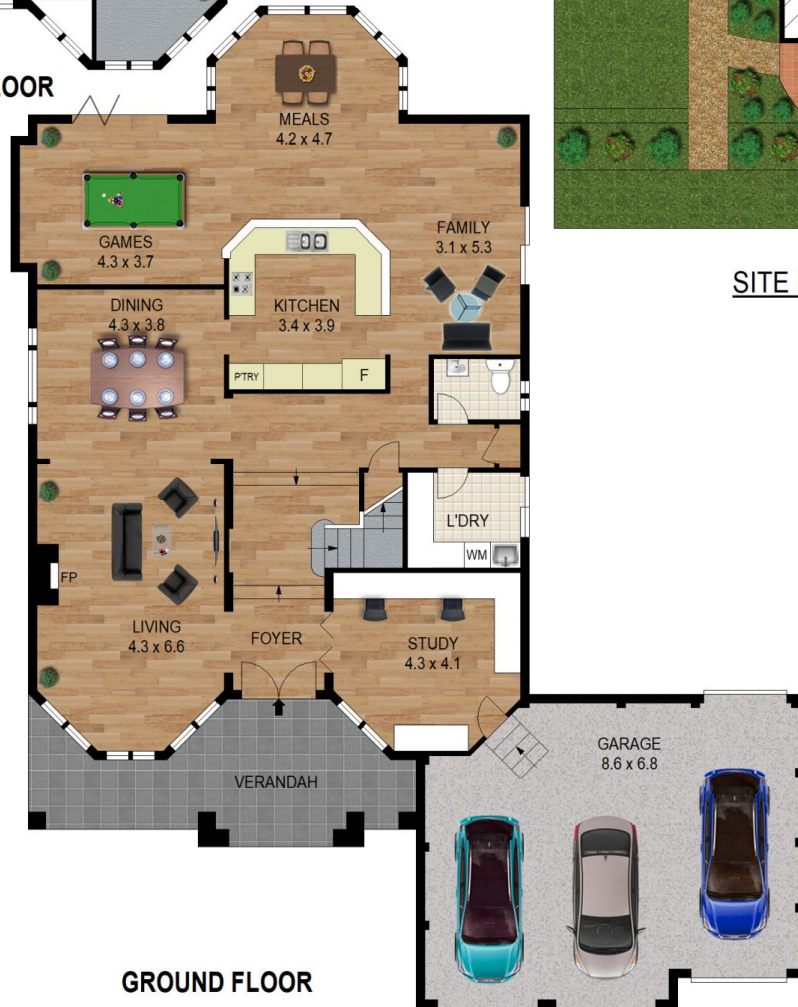 OOR
MEALS
4.2 x 4.7
GAMES
4.3 x 3.7
FAMILY
3.1 x 5.3
SITE
DINING
4.3 x 3.8
KITCHEN
3.4 x 3.9
P'TRY
F
L'DRY
WM
FP
LIVING
4.3 x 6.6
FOYER
STUDY
4.3 x 4.1
GARAGE
8.6 x 6.8
VERANDAH
GROUND FLOOR